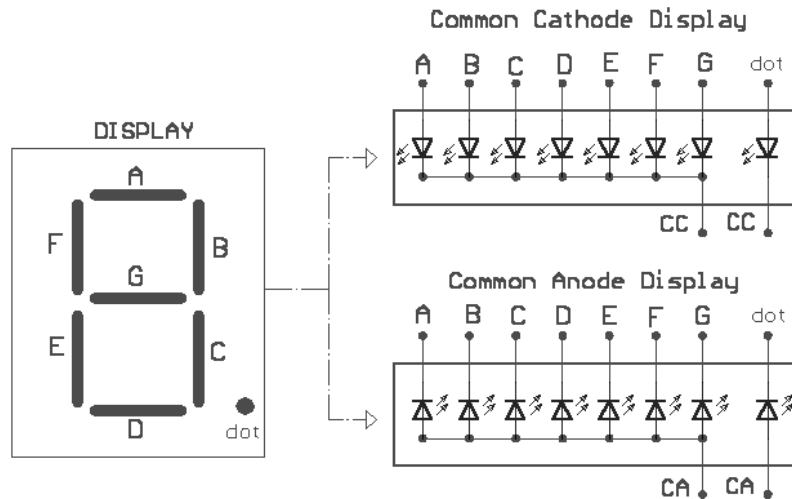 Common Cathode Display
A B C D E F G dot
CC CC
DISPLAY
A
F
B
G
E
C
D
dot
Common Anode Display
A B C D E F G dot
CA CA